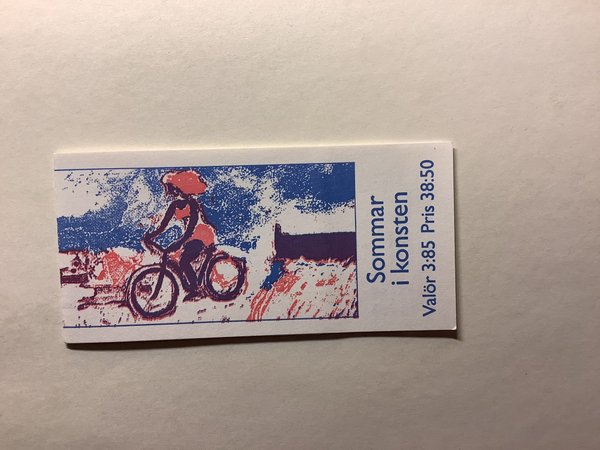 Sommar
i konsten
Valör 3:85 Pris 38:50